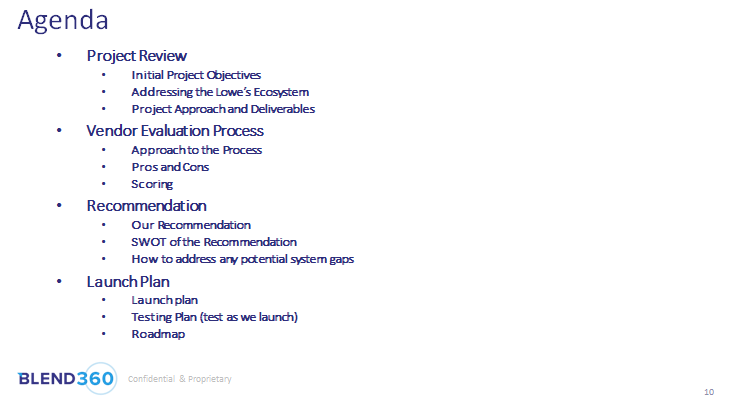 Agenda
• Project Review
• Initial Project Objectives
• Addressing the Lowe's Ecosystem
• Project Approach and Deliverables
• Vendor Evaluation Process
• Approach to the Process
• Pros and Cons
• Scoring
• Recommendation
• Our Recommendation
• SWOT of the Recommendation
• How to address any potential system gaps
• Launch Plan
• Launch plan
• Testing Plan (test as we launch)
• Roadmap
BLEND360 Confidential & Proprietary
10